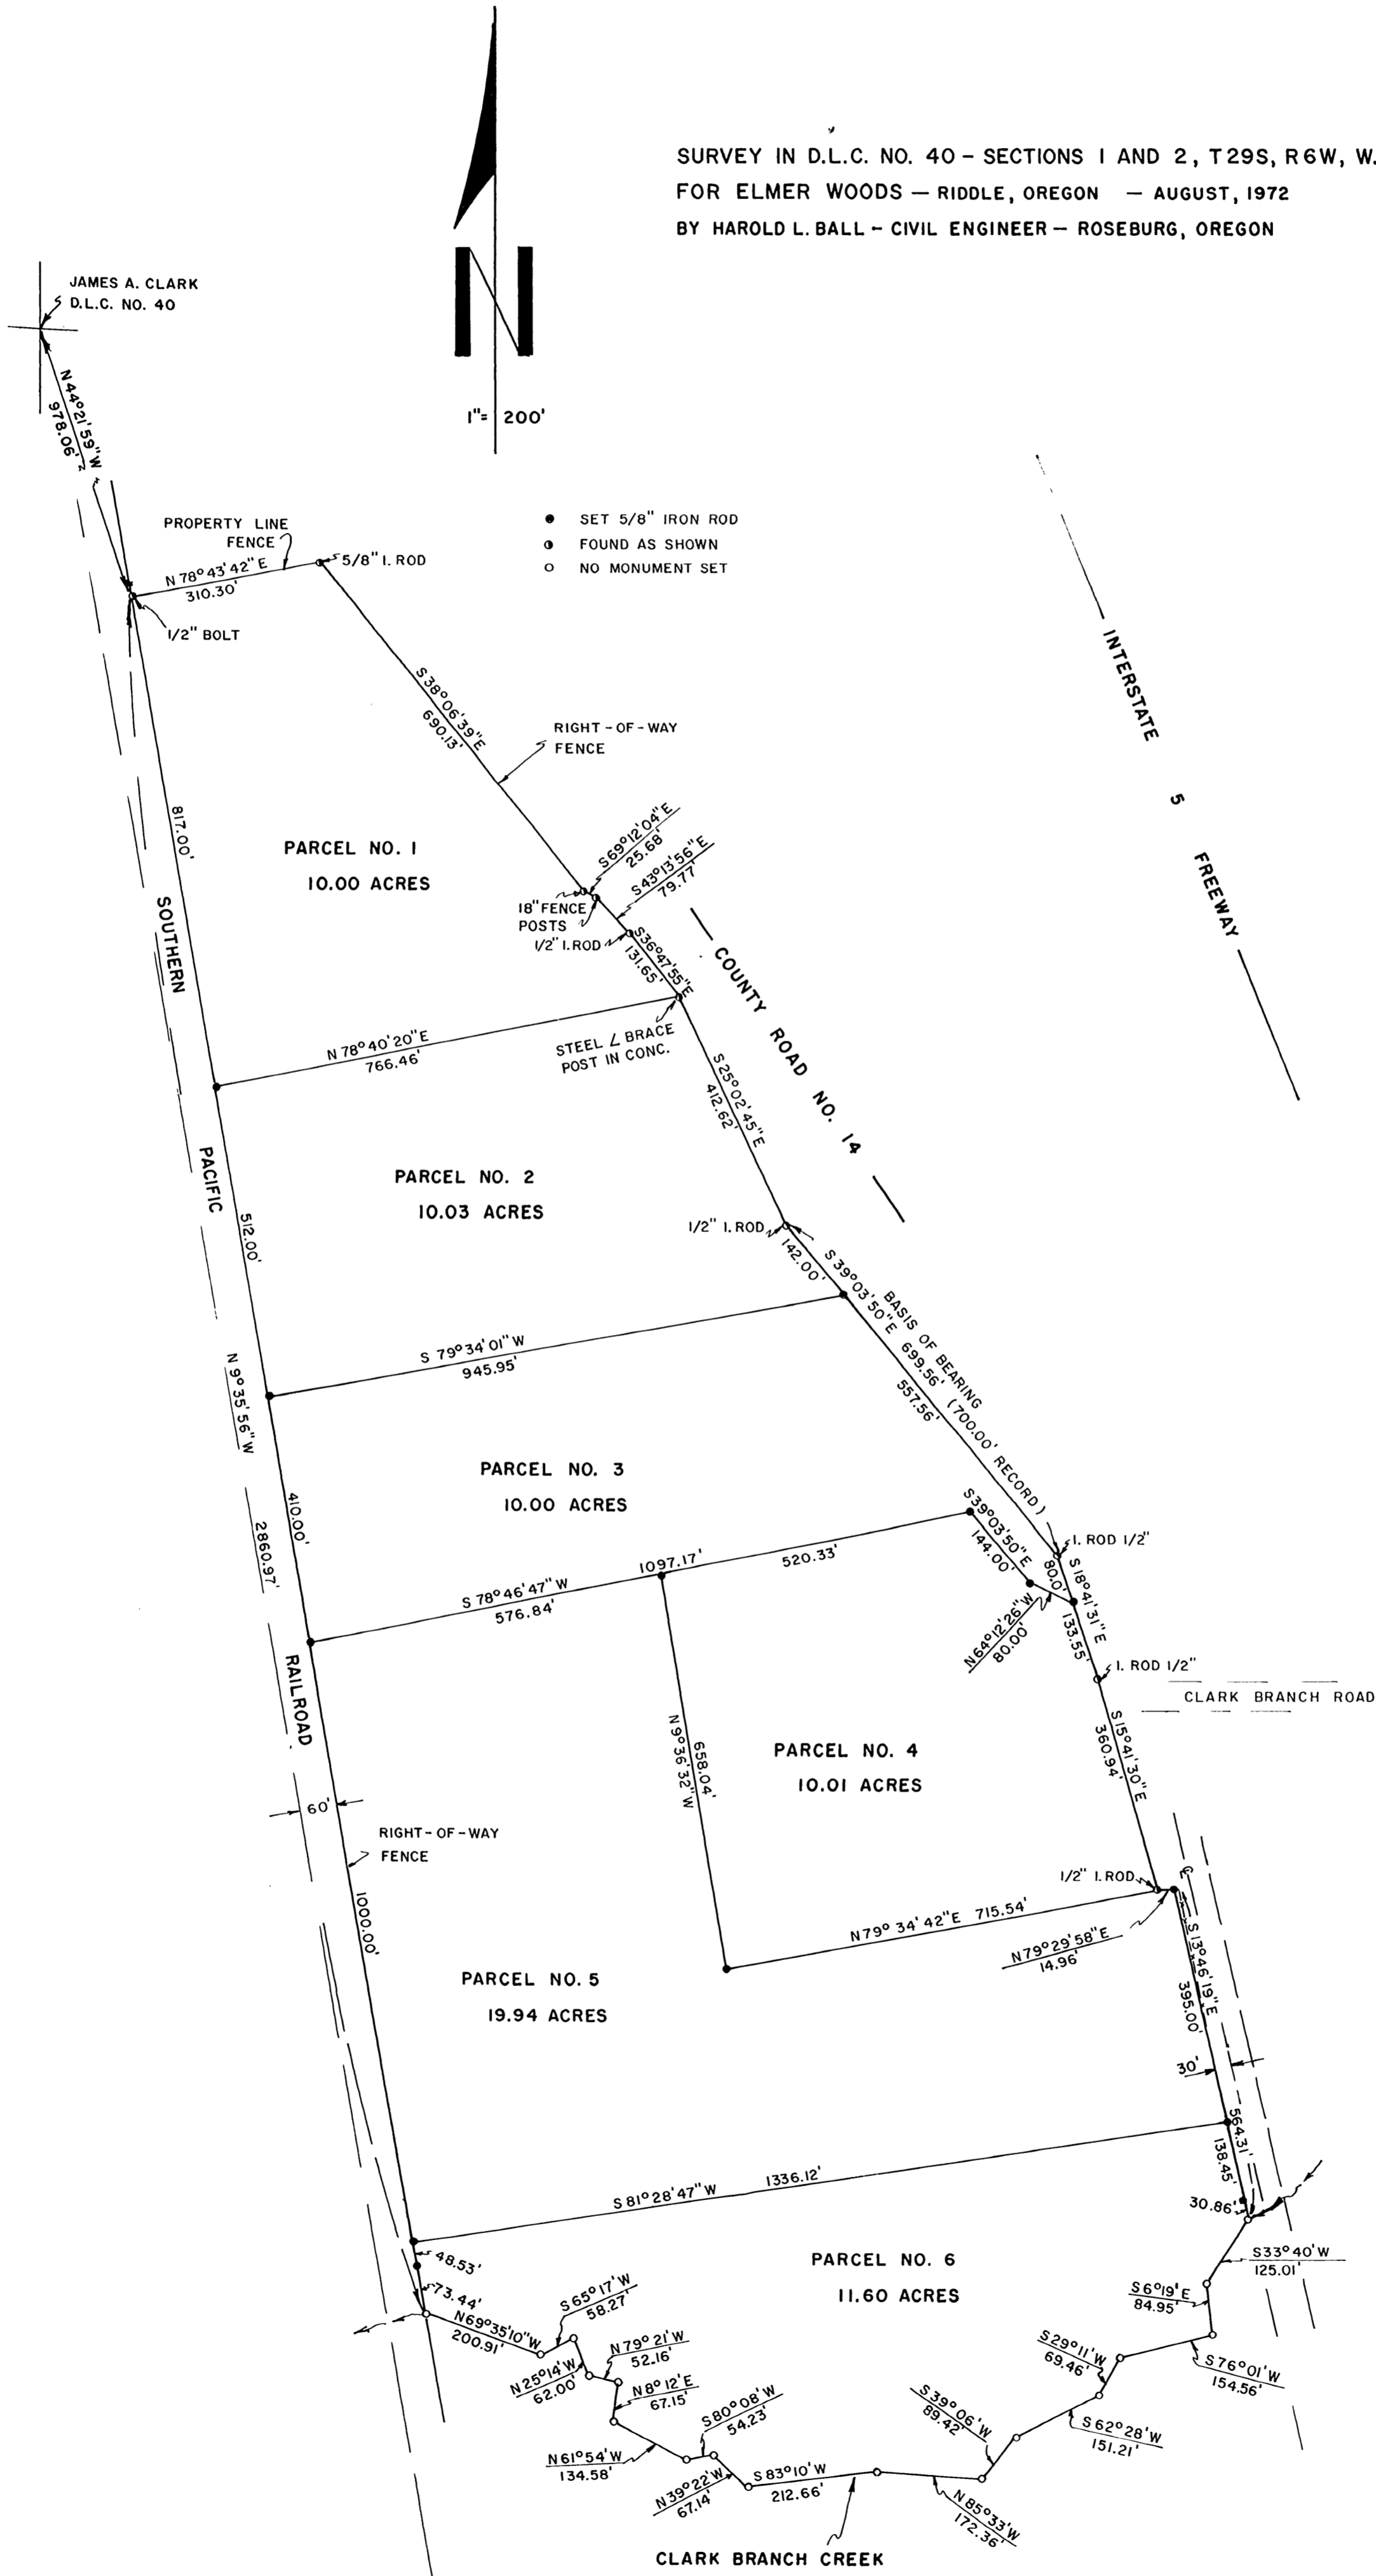 SURVEY IN D.L.C. NO. 40 – SECTIONS 1 AND 2, T29S, R6W, W.
FOR ELMER WOODS — RIDDLE, OREGON — AUGUST, 1972
BY HAROLD L. BALL – CIVIL ENGINEER — ROSEBURG, OREGON
JAMES A. CLARK
D.L.C. NO. 40
N
1"= 200'
N 44°21'59" W
978.06'
PROPERTY LINE
FENCE
N 78°43'42" E
310.30'
5/8" I. ROD
1/2" BOLT
SET 5/8" IRON ROD
FOUND AS SHOWN
NO MONUMENT SET
INTERSTATE 5 FREEWAY
S 38°06'39"E
690.13'
RIGHT-OF-WAY
FENCE
817.00'
PARCEL NO. 1
10.00 ACRES
S69°12'04"E
25.68'
S43°13'56"E
79.77'
18" FENCE
POSTS
1/2" I. ROD
S36°47'55"E
131.65'
COUNTY ROAD NO. 14
SOUTHERN PACIFIC RAILROAD
N 78°40'20"E
766.46'
STEEL ∠ BRACE
POST IN CONC.
S 25°02'45"E
412.62'
PARCEL NO. 2
10.03 ACRES
512.00'
1/2" I. ROD
142.00'
BASIS OF BEARING
S 39°03'50"E 699.56' (700.00' RECORD)
557.56'
S 79°34'01" W
945.95'
N 9°35'56" W
2860.97'
PARCEL NO. 3
10.00 ACRES
410.00'
S39°03'50"E
144.00'
I. ROD 1/2"
80.0'
S18°41'31"E
133.55'
N64°12'26"W
80.00'
1097.17'
520.33'
S 78°46'47" W
576.84'
I. ROD 1/2"
CLARK BRANCH ROAD
S15°41'30"E
360.94'
N9°36'32"W
658.04'
PARCEL NO. 4
10.01 ACRES
60'
RIGHT-OF-WAY
FENCE
1000.00'
1/2" I. ROD
℄
N79°34'42"E 715.54'
N79°29'58"E
14.96'
S13°46'19"E
395.00'
PARCEL NO. 5
19.94 ACRES
30'
564.31'
138.45'
30.86'
S 81°28'47" W
1336.12'
48.53'
73.44'
PARCEL NO. 6
11.60 ACRES
S33°40'W
125.01'
S6°19'E
84.95'
S76°01'W
154.56'
S29°11'W
69.46'
S62°28'W
151.21'
S39°06'W
89.42'
N85°33'W
172.36'
S83°10'W
212.66'
N39°22'W
67.14'
S80°08'W
54.23'
N61°54'W
134.58'
N8°12'E
67.15'
N79°21'W
52.16'
N25°14'W
62.00'
S65°17'W
58.27'
N69°35'10"W
200.91'
CLARK BRANCH CREEK